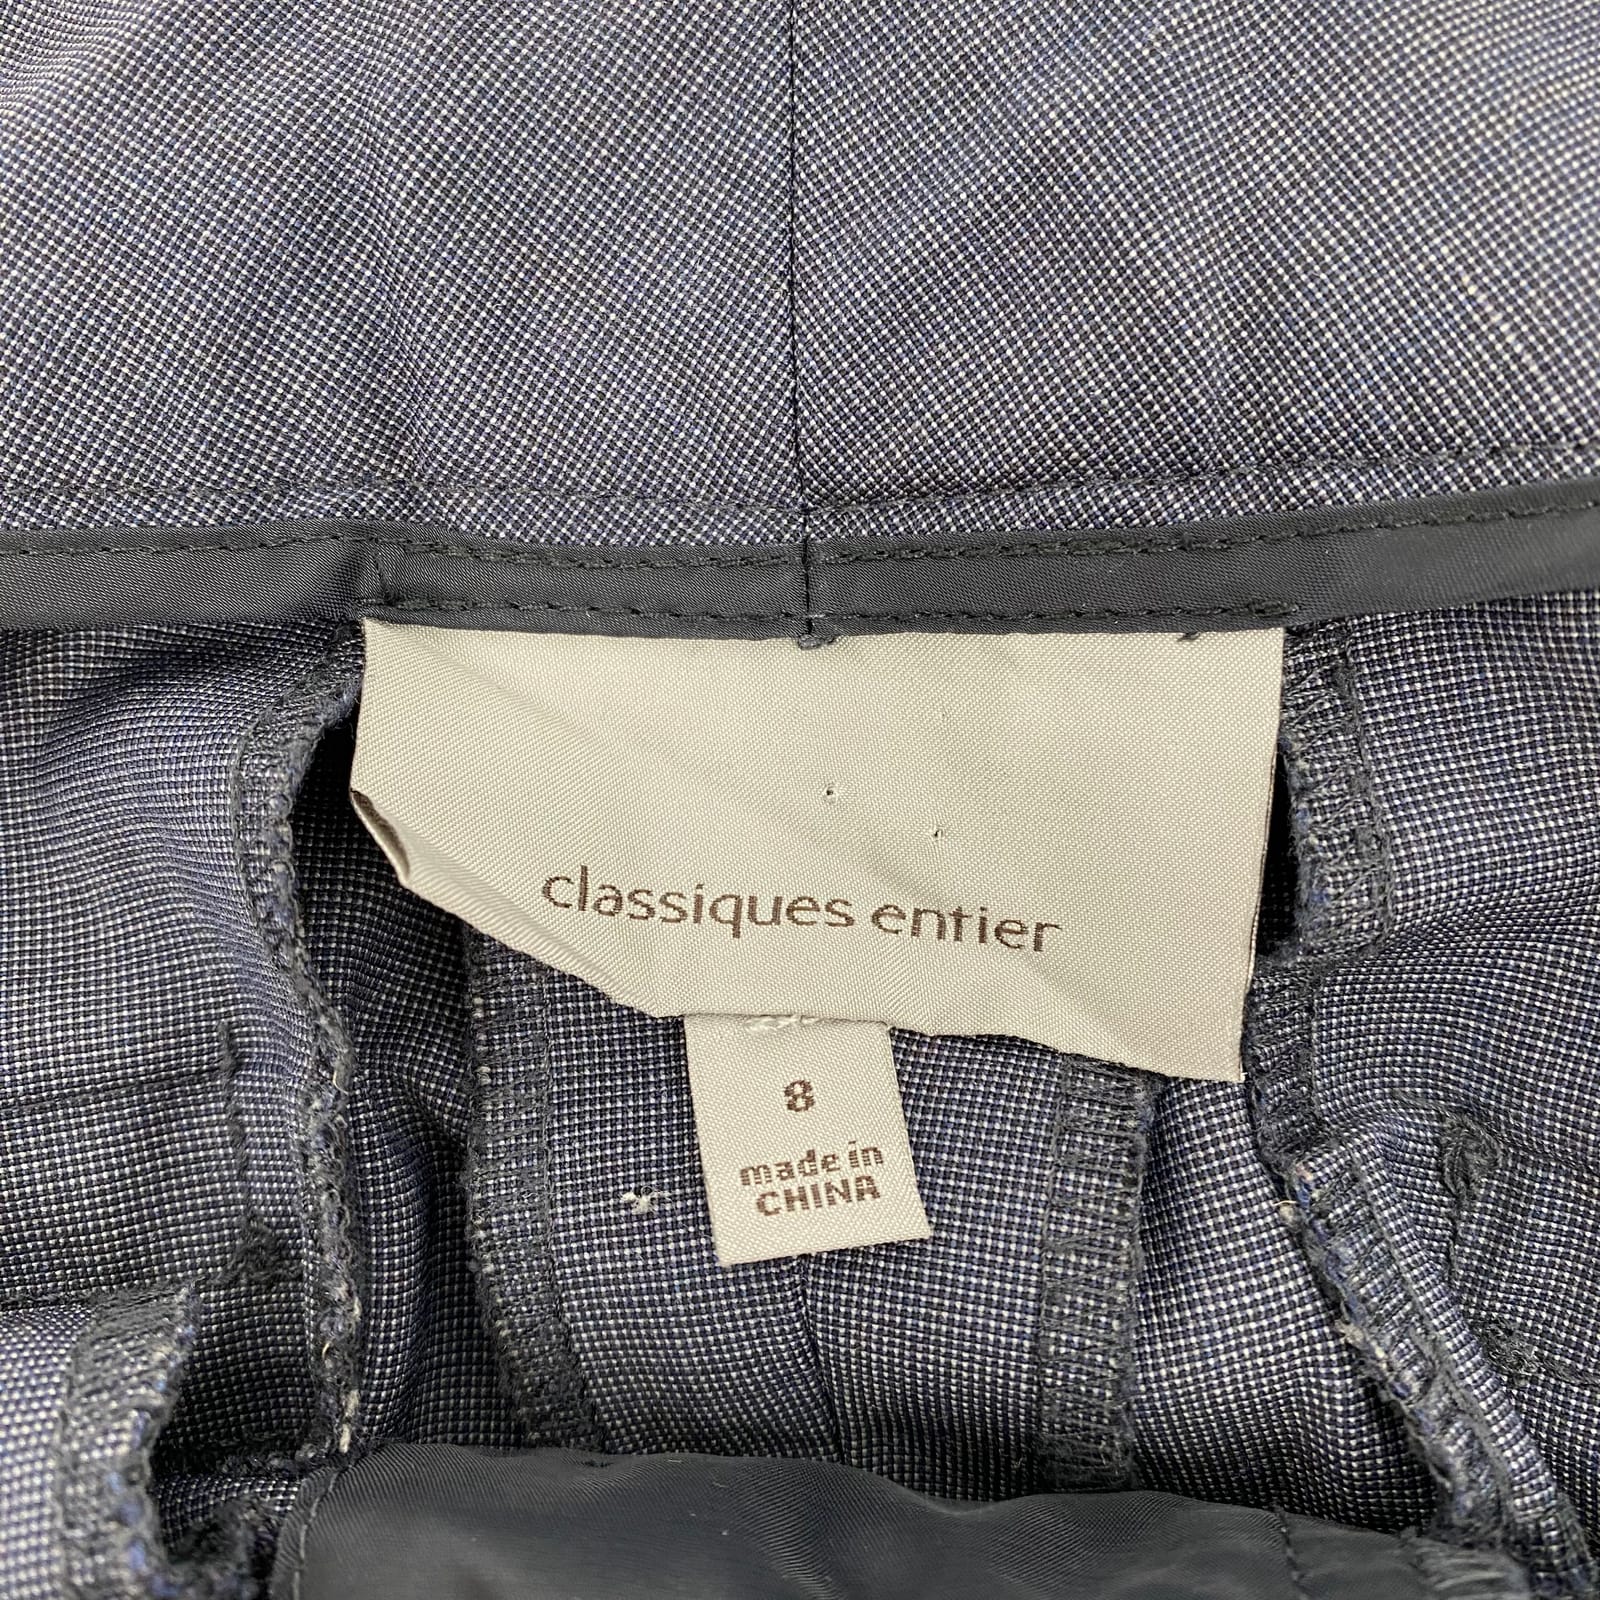 classiques entier
8
made in
CHINA